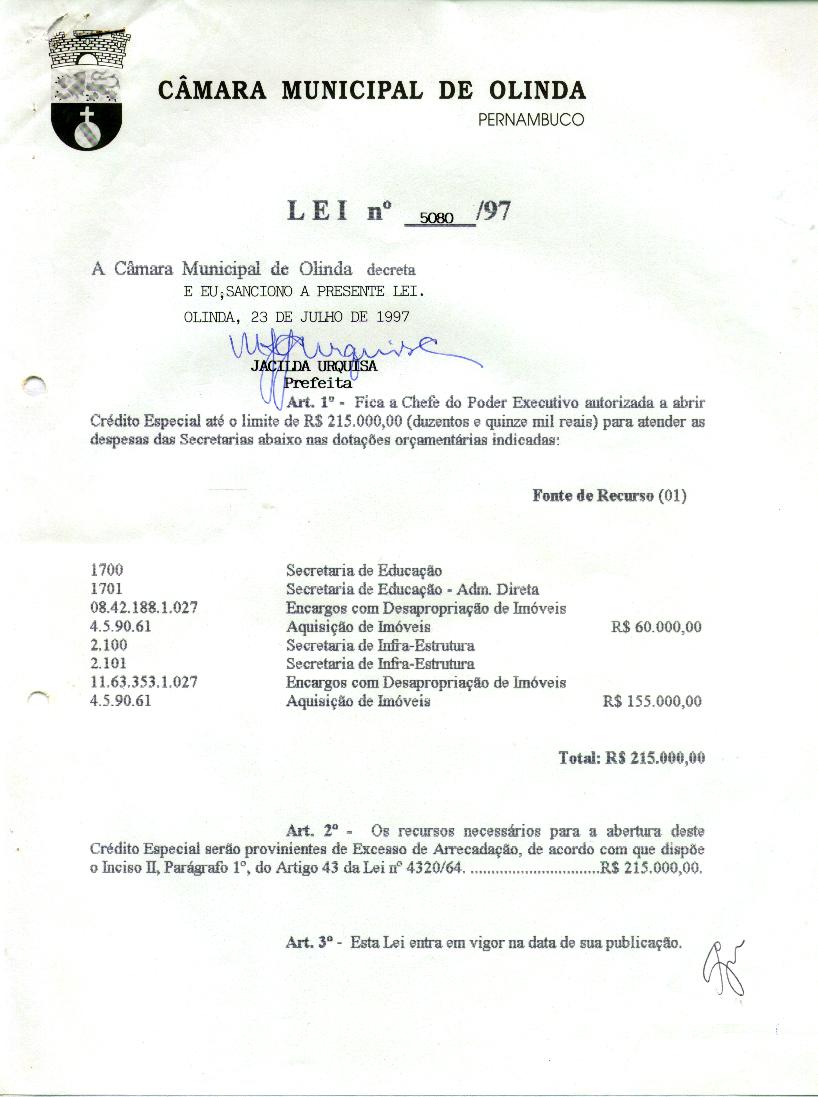 CÂMARA MUNICIPAL DE OLINDA
PERNAMBUCO
LEI nº 5080/97
A Câmara Municipal de Olinda decreta
E EU;SANCIONO A PRESENTE LEI.
OLINDA, 23 DE JULHO DE 1997
JACILDA URQUISA
Prefeita
Art. 1º - Fica a Chefe do Poder Executivo autorizada a abrir
Crédito Especial até o limite de R$ 215.000,00 (duzentos e quinze mil reais) para atender as
despesas das Secretarias abaixo nas dotações orçamentárias indicadas:
Fonte de Recurso (01)
1700 Secretaria de Educação
1701 Secretaria de Educação - Adm. Direta
08.42.188.1.027 Encargos com Desapropriação de Imóveis
4.5.90.61 Aquisição de Imóveis R$ 60.000,00
2.100 Secretaria de Infra-Estrutura
2.101 Secretaria de Infra-Estrutura
11.63.353.1.027 Encargos com Desapropriação de Imóveis
4.5.90.61 Aquisição de Imóveis R$ 155.000,00
Total: R$ 215.000,00
Art. 2º - Os recursos necessários para a abertura deste
Crédito Especial serão provinientes de Excesso de Arrecadação, de acordo com que dispõe
o Inciso II, Parágrafo 1º, do Artigo 43 da Lei nº 4320/64. ...............................R$ 215.000,00.
Art. 3º - Esta Lei entra em vigor na data de sua publicação.